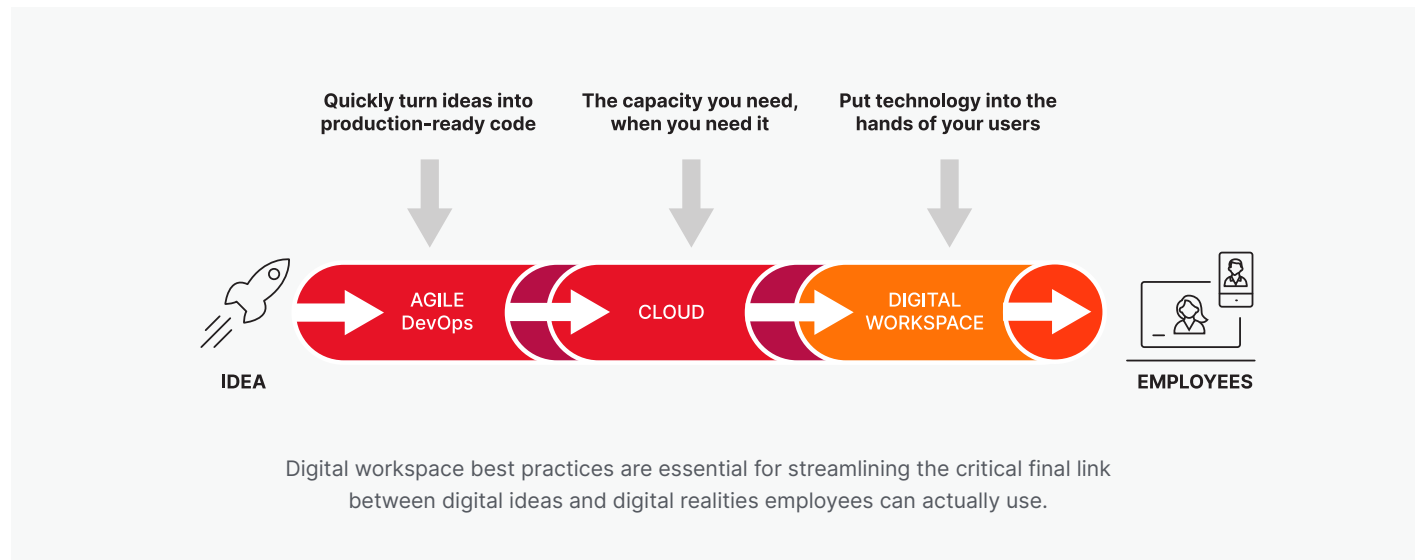 Quickly turn ideas into
production-ready code
The capacity you need,
when you need it
Put technology into the
hands of your users
AGILE
DevOps
CLOUD
DIGITAL
WORKSPACE
IDEA
EMPLOYEES
Digital workspace best practices are essential for streamlining the critical final link
between digital ideas and digital realities employees can actually use.